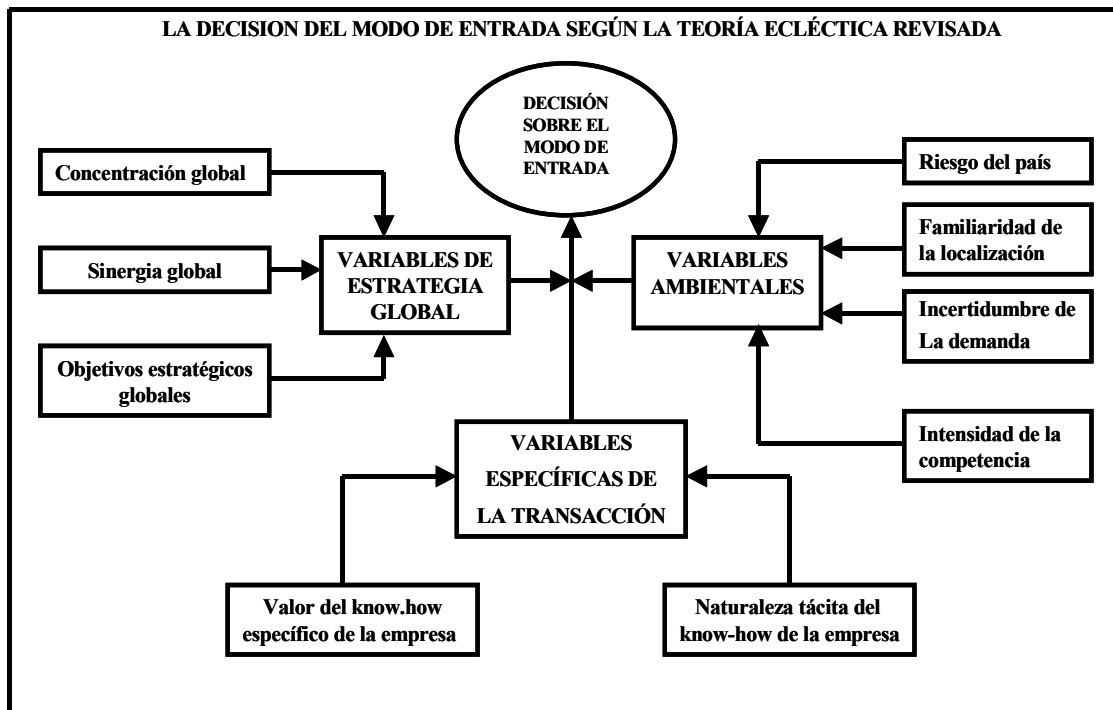 LA DECISION DEL MODO DE ENTRADA SEGÚN LA TEORÍA ECLÉCTICA REVISADA
DECISIÓN
SOBRE EL
MODO DE
ENTRADA
Concentración global
Sinergia global
Objetivos estratégicos
globales
VARIABLES DE
ESTRATEGIA
GLOBAL
VARIABLES
AMBIENTALES
Riesgo del país
Familiaridad de
la localización
Incertidumbre de
La demanda
Intensidad de la
competencia
VARIABLES
ESPECÍFICAS DE
LA TRANSACCIÓN
Valor del know.how
específico de la empresa
Naturaleza tácita del
know-how de la empresa